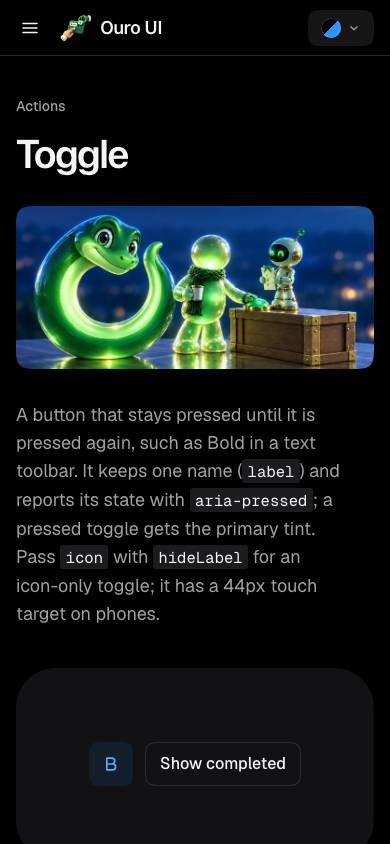 Ouro UI
Actions
Toggle
A button that stays pressed until it is
pressed again, such as Bold in a text
toolbar. It keeps one name (label) and
reports its state with aria-pressed; a
pressed toggle gets the primary tint.
Pass icon with hideLabel for an
icon-only toggle; it has a 44px touch
target on phones.
B Show completed